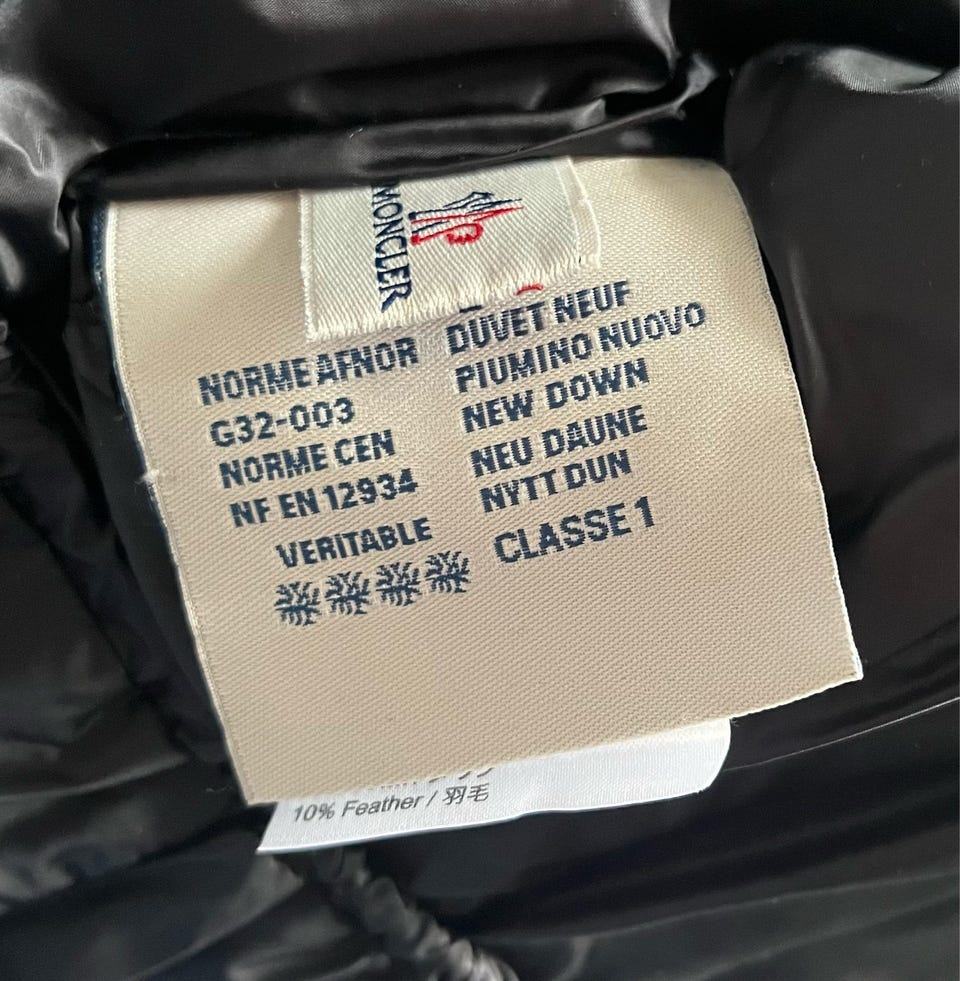 MONCLER
NORME AFNOR
G32-003
NORME CEN
NF EN 12934
VERITABLE
DUVET NEUF
PIUMINO NUOVO
NEW DOWN
NEU DAUNE
NYTT DUN
CLASSE 1
10% Feather / 羽毛